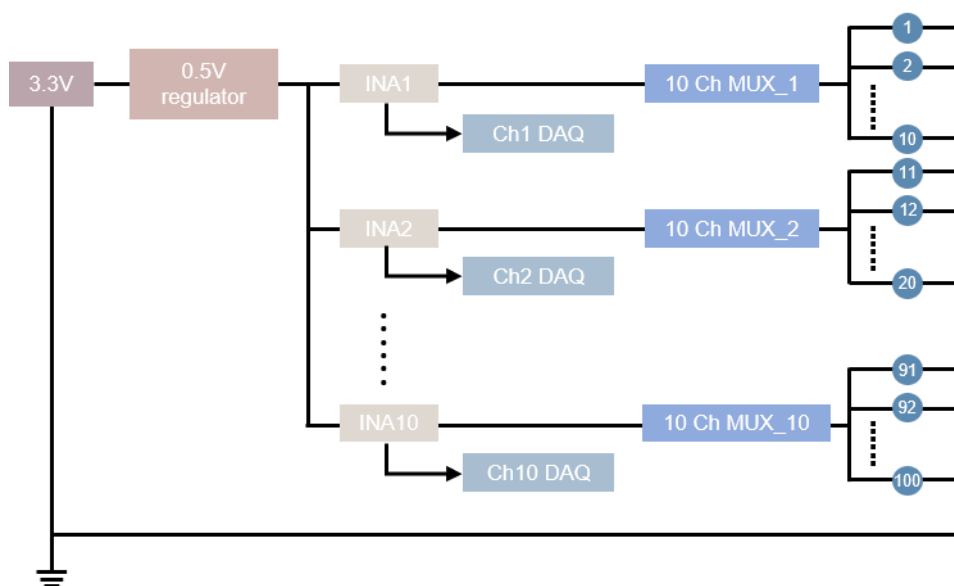 3.3V
0.5V
regulator
INA1
10 Ch MUX_1
1
2
10
Ch1 DAQ
INA2
10 Ch MUX_2
11
12
20
Ch2 DAQ
INA10
10 Ch MUX_10
91
92
100
Ch10 DAQ